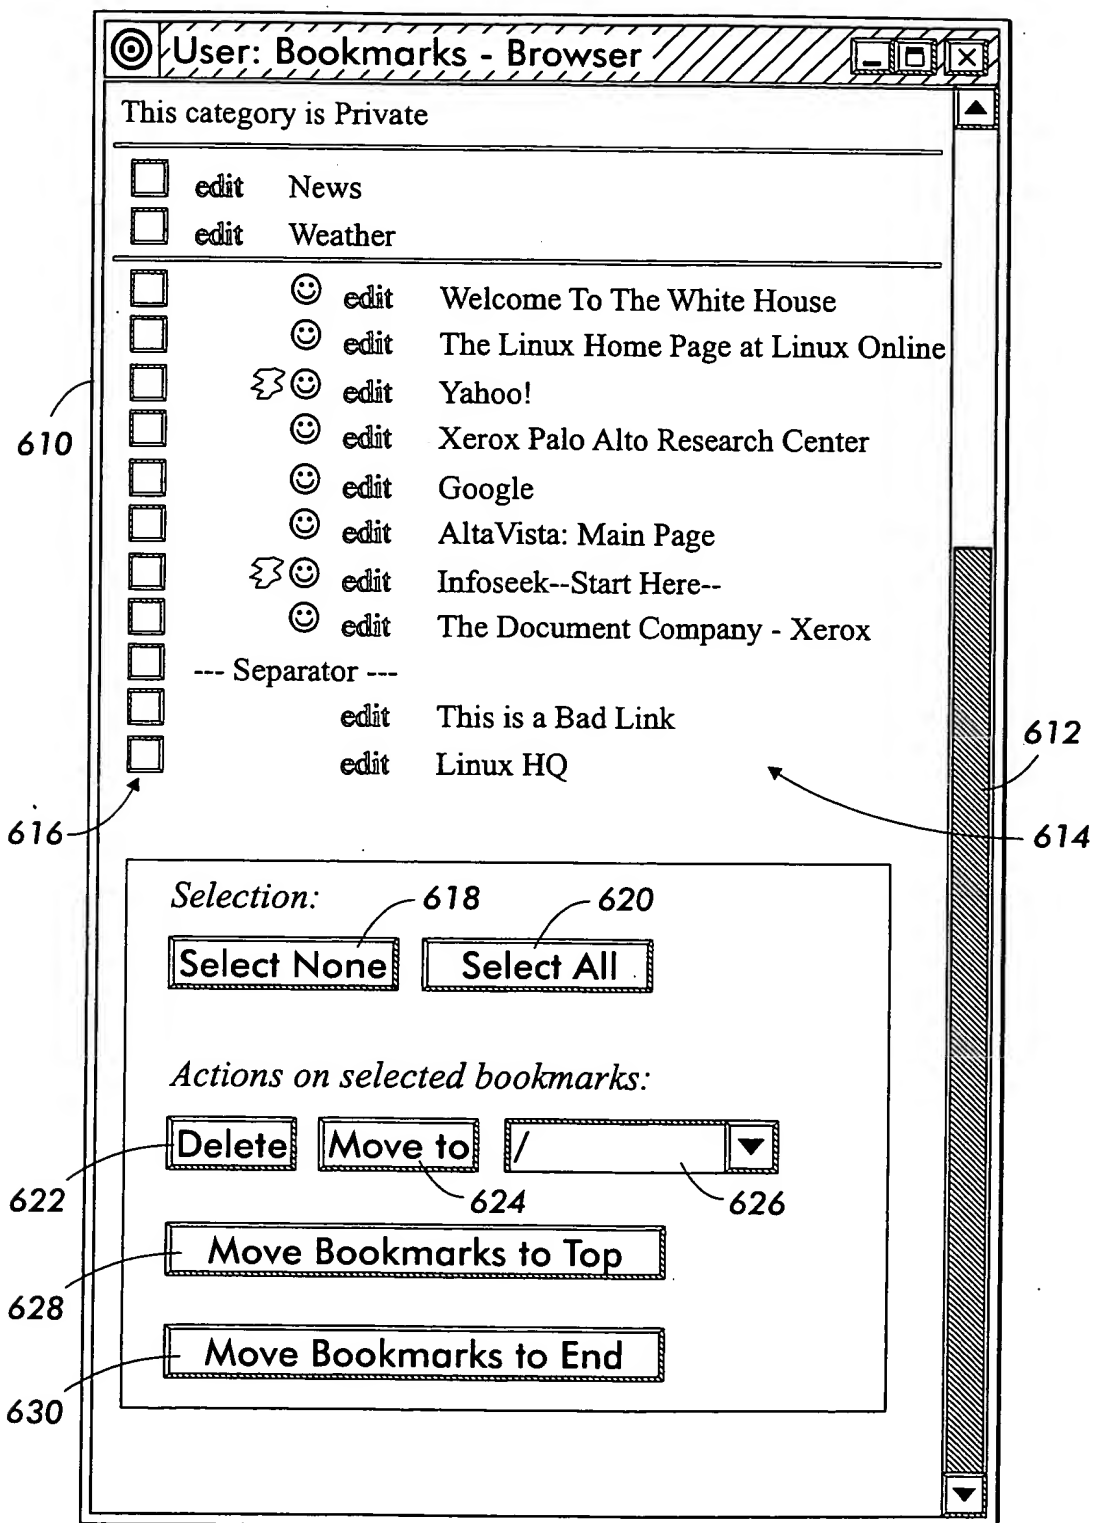 User: Bookmarks - Browser
This category is Private
edit News
edit Weather
edit Welcome To The White House
edit The Linux Home Page at Linux Online
edit Yahoo!
610
edit Xerox Palo Alto Research Center
edit Google
edit AltaVista: Main Page
edit Infoseek--Start Here--
edit The Document Company - Xerox
--- Separator ---
edit This is a Bad Link
612
edit Linux HQ
616
614
Selection: 618 620
Select None Select All
Actions on selected bookmarks:
Delete Move to /
622 624 626
Move Bookmarks to Top
628
Move Bookmarks to End
630